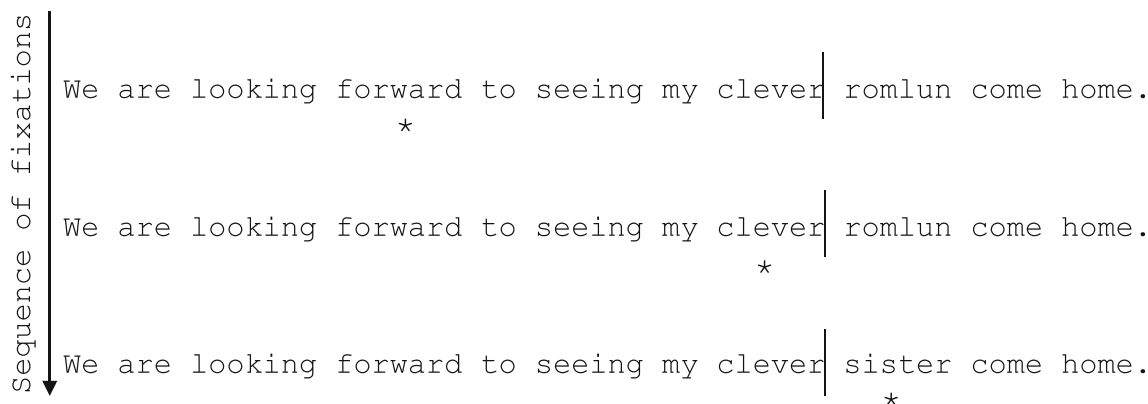 Sequence of fixations
We are looking forward to seeing my clever romlun come home.
*
We are looking forward to seeing my clever romlun come home.
*
We are looking forward to seeing my clever sister come home.
*